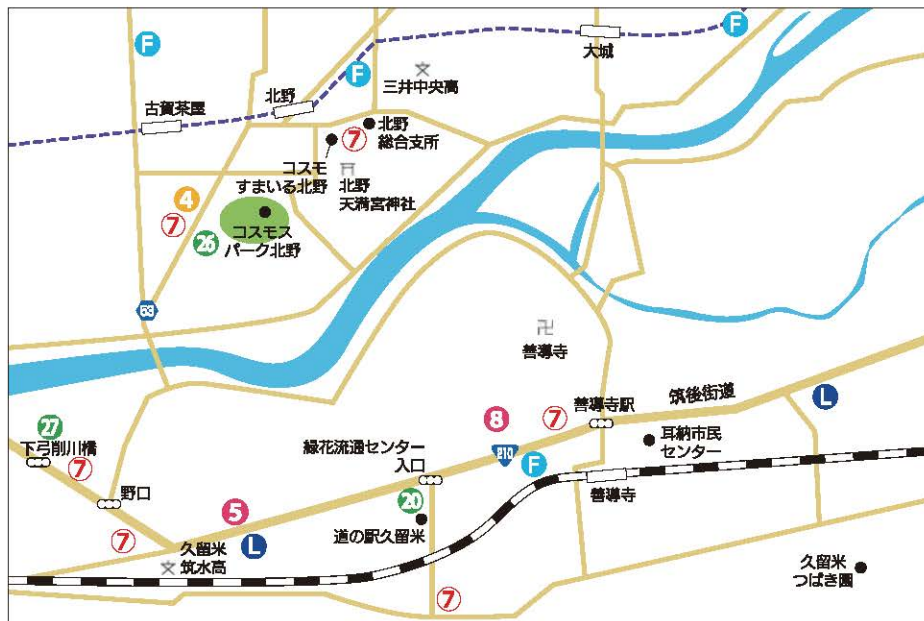 F
F
大城
三井中央高
F
北野
古賀茶屋
7
北野
総合支所
コスモ
すまいる北野
北野
天満宮神社
4
7
26
コスモス
パーク北野
53
善導寺
筑後街道
L
善導寺駅
7
8
27
下弓削川橋
7
緑花流通センター
入口
210
F
耳納市民
センター
野口
20
善導寺
5
道の駅久留米
7
L
久留米
筑水高
久留米
つばき園
7